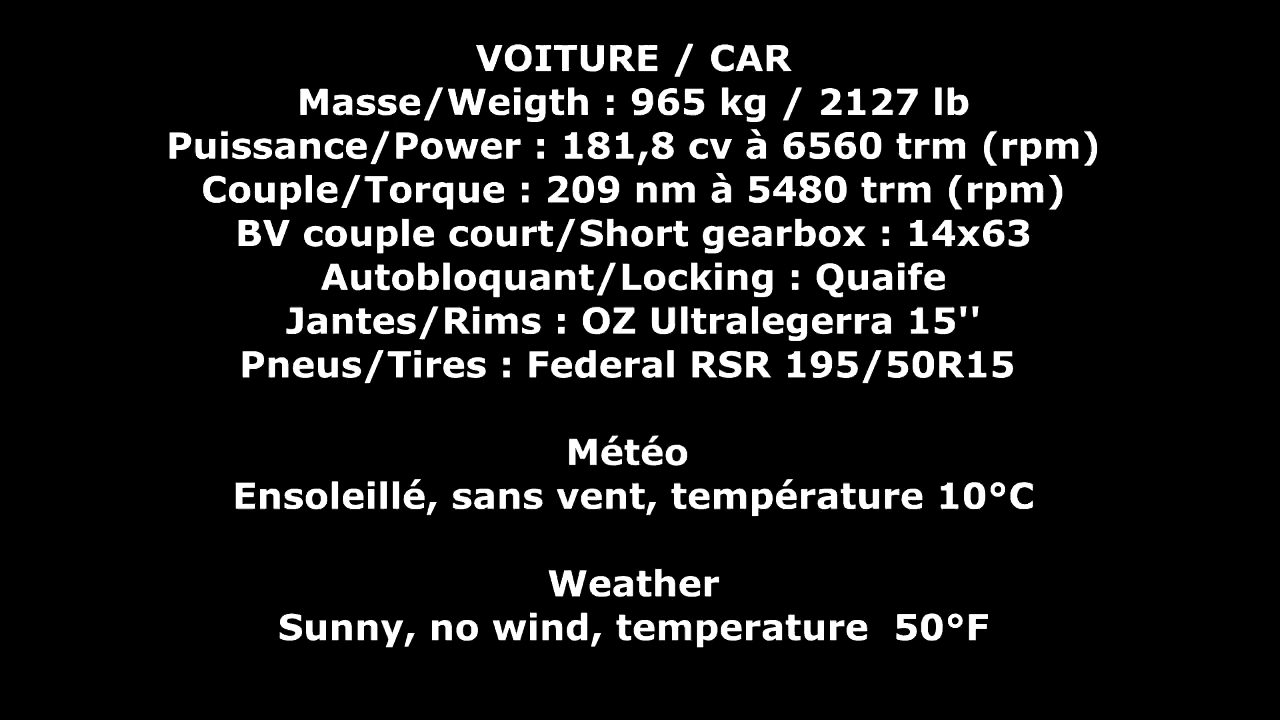 VOITURE / CAR
Masse/Weigth : 965 kg / 2127 lb
Puissance/Power : 181,8 cv à 6560 trm (rpm)
Couple/Torque : 209 nm à 5480 trm (rpm)
BV couple court/Short gearbox : 14x63
Autobloquant/Locking : Quaife
Jantes/Rims : OZ Ultralegerra 15''
Pneus/Tires : Federal RSR 195/50R15
Météo
Ensoleillé, sans vent, température 10°C
Weather
Sunny, no wind, temperature  50°F